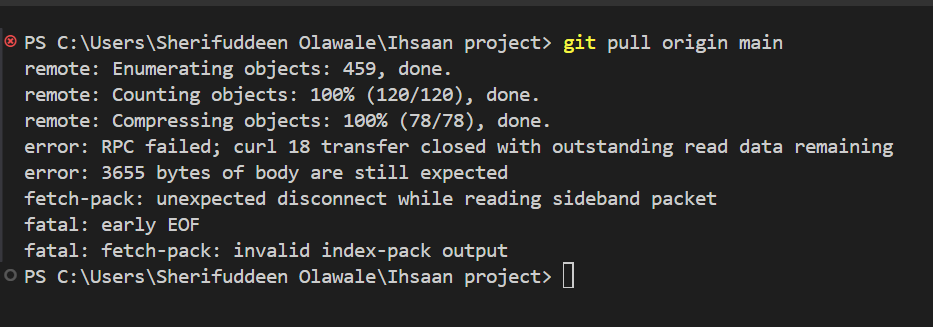 PS C:\Users\Sherifuddeen Olawale\Ihsaan project> git pull origin main
remote: Enumerating objects: 459, done.
remote: Counting objects: 100% (120/120), done.
remote: Compressing objects: 100% (78/78), done.
error: RPC failed; curl 18 transfer closed with outstanding read data remaining
error: 3655 bytes of body are still expected
fetch-pack: unexpected disconnect while reading sideband packet
fatal: early EOF
fatal: fetch-pack: invalid index-pack output
PS C:\Users\Sherifuddeen Olawale\Ihsaan project>